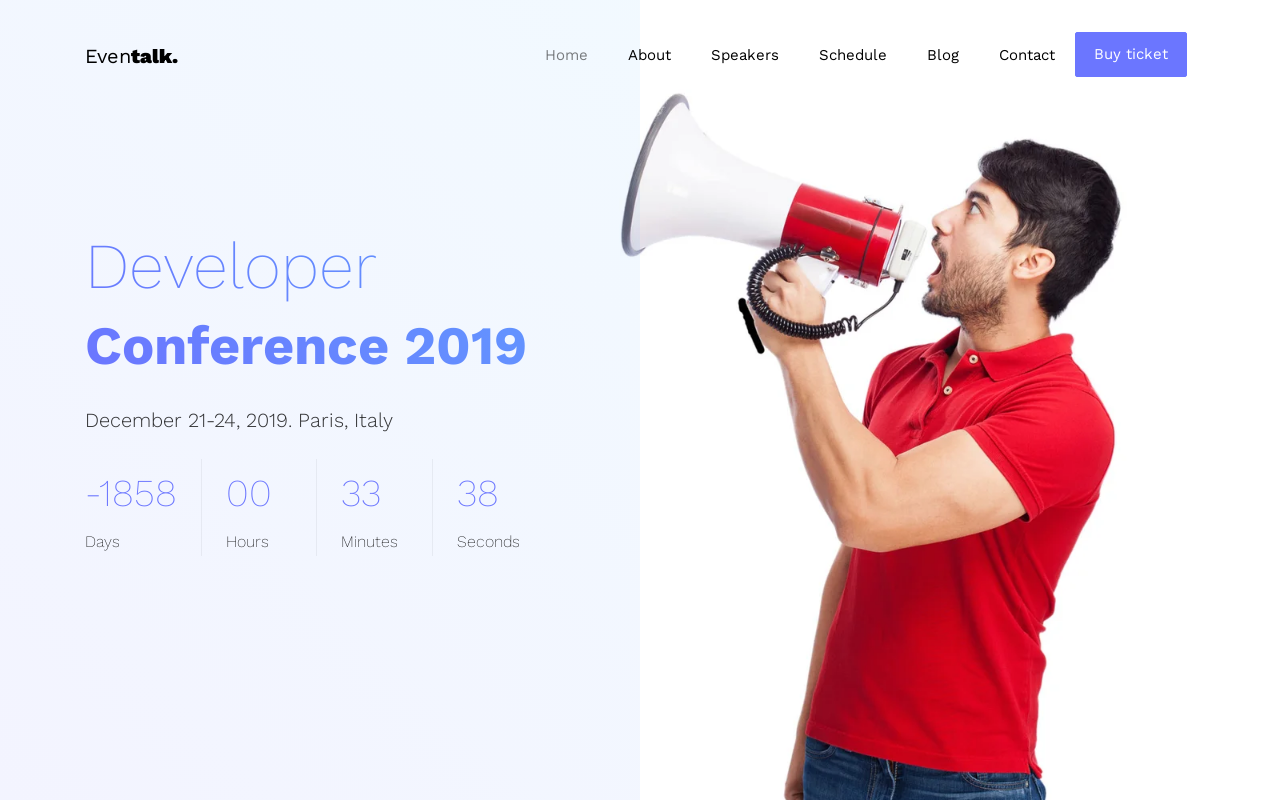 Eventalk.
Home About Speakers Schedule Blog Contact Buy ticket
Developer
Conference 2019
December 21-24, 2019. Paris, Italy
-1858 00 33 38
Days Hours Minutes Seconds